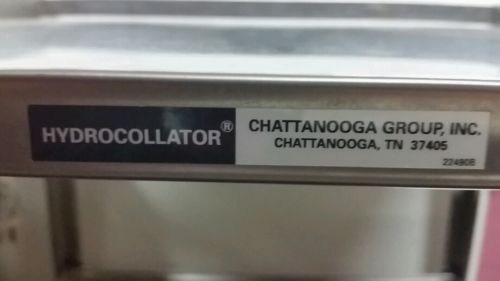 HYDROCOLLATOR®
CHATTANOOGA GROUP, INC.
CHATTANOOGA, TN 37405
22490B